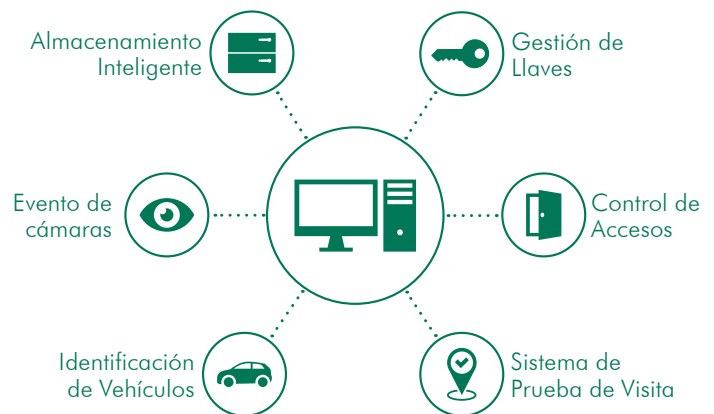 Almacenamiento
Inteligente
Gestión de
Llaves
Evento de
cámaras
Control de
Accesos
Identificación
de Vehículos
Sistema de
Prueba de Visita